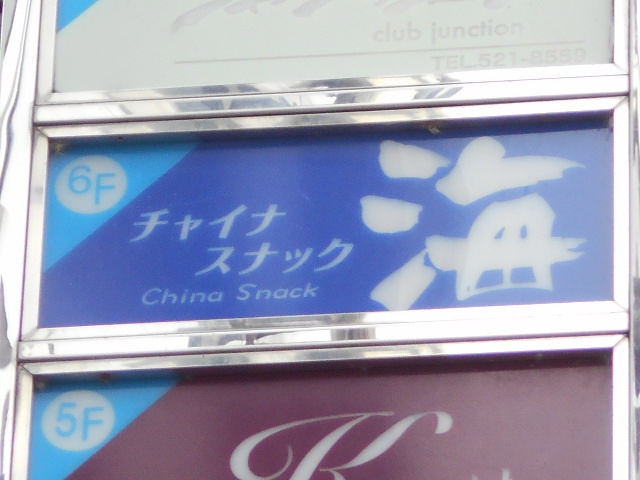 club junction
TEL.521-8589
6F
チャイナ
スナック
China Snack
海
5F
K